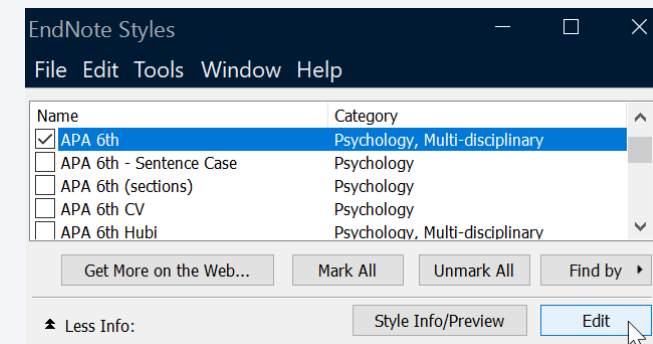 EndNote Styles
File Edit Tools Window Help
Name Category
APA 6th Psychology, Multi-disciplinary
APA 6th - Sentence Case Psychology
APA 6th (sections) Psychology
APA 6th CV Psychology
APA 6th Hubi Psychology, Multi-disciplinary
Get More on the Web... Mark All Unmark All Find by
Less Info: Style Info/Preview Edit